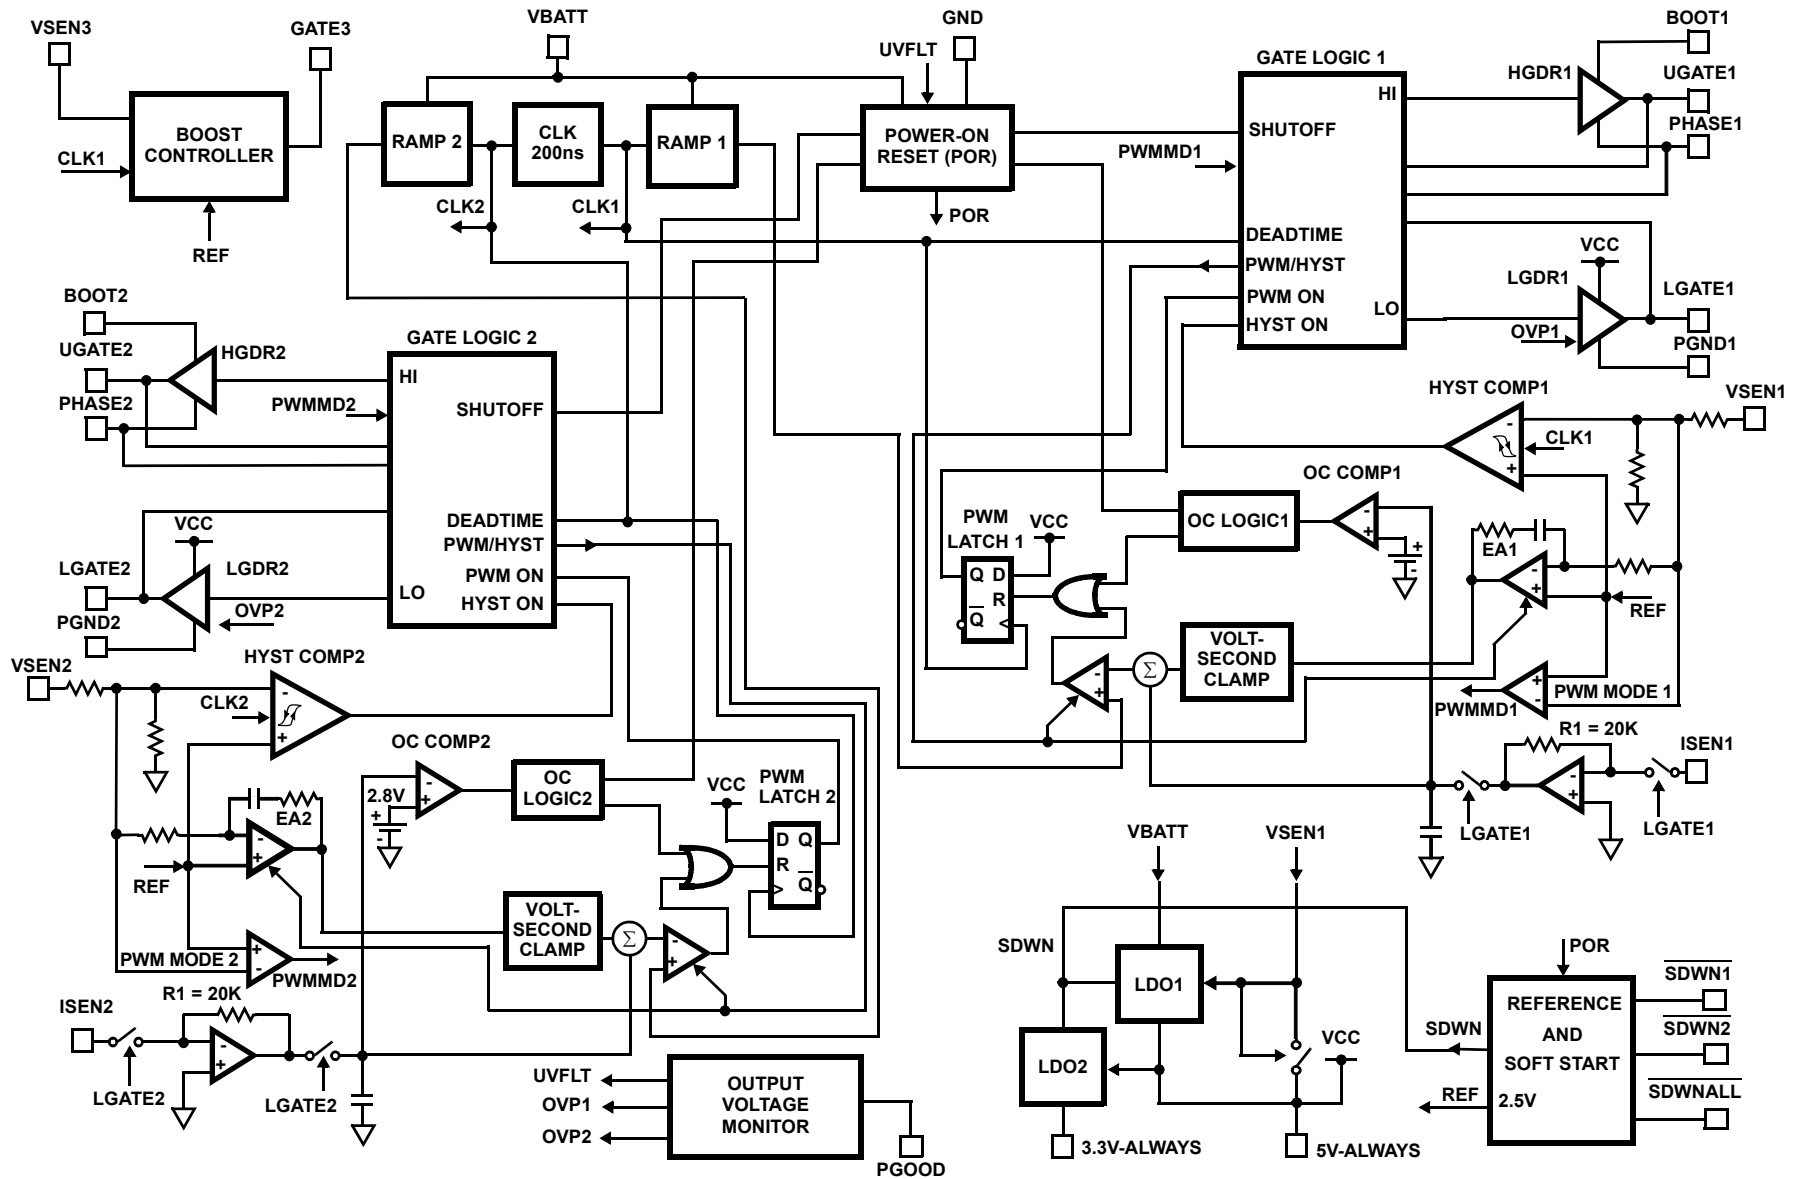 VSEN3
GATE3
VBATT
GND
UVFLT
BOOT1
GATE LOGIC 1
HGDR1
UGATE1
HI
PHASE1
BOOST
CONTROLLER
CLK1
REF
RAMP 2
CLK
200ns
RAMP 1
POWER-ON
RESET (POR)
SHUTOFF
PWMMD1
CLK2
CLK1
POR
DEADTIME
PWM/HYST
PWM ON
HYST ON
LO
VCC
LGDR1
LGATE1
OVP1
PGND1
BOOT2
UGATE2
HGDR2
PHASE2
GATE LOGIC 2
HI
PWMMD2
SHUTOFF
DEADTIME
PWM/HYST
PWM ON
HYST ON
LO
VCC
LGATE2
LGDR2
OVP2
PGND2
HYST COMP1
VSEN1
-
CLK1
+
OC COMP1
-
+
+
-
OC LOGIC1
PWM
LATCH 1
VCC
Q D
R
Q
<
EA1
-
+
REF
VOLT-
SECOND
CLAMP
Σ
-
+
+
-
PWM MODE 1
PWMMD1
R1 = 20K
ISEN1
-
+
LGATE1
LGATE1
VSEN2
HYST COMP2
-
CLK2
+
OC COMP2
-
+
2.8V
+
-
OC
LOGIC2
VCC
PWM
LATCH 2
D Q
R
Q
>
EA2
-
+
REF
VOLT-
SECOND
CLAMP
Σ
-
+
+
-
PWM MODE 2
PWMMD2
R1 = 20K
ISEN2
-
+
LGATE2
LGATE2
UVFLT
OVP1
OVP2
OUTPUT
VOLTAGE
MONITOR
PGOOD
VBATT
VSEN1
SDWN
LDO1
LDO2
VCC
3.3V-ALWAYS
5V-ALWAYS
POR
REFERENCE
AND
SOFT START
2.5V
SDWN
REF
SDWN1
SDWN2
SDWNALL